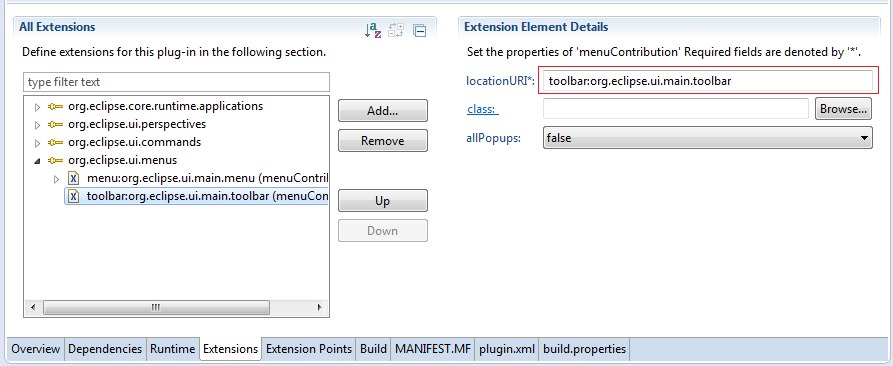 All Extensions
Define extensions for this plug-in in the following section.
type filter text
org.eclipse.core.runtime.applications
org.eclipse.ui.perspectives
org.eclipse.ui.commands
org.eclipse.ui.menus
menu:org.eclipse.ui.main.menu (menuContril
toolbar:org.eclipse.ui.main.toolbar (menuCon
Add...
Remove
Up
Down
Extension Element Details
Set the properties of 'menuContribution' Required fields are denoted by '*'.
locationURI*: toolbar:org.eclipse.ui.main.toolbar
class: Browse...
allPopups: false
Overview Dependencies Runtime Extensions Extension Points Build MANIFEST.MF plugin.xml build.properties